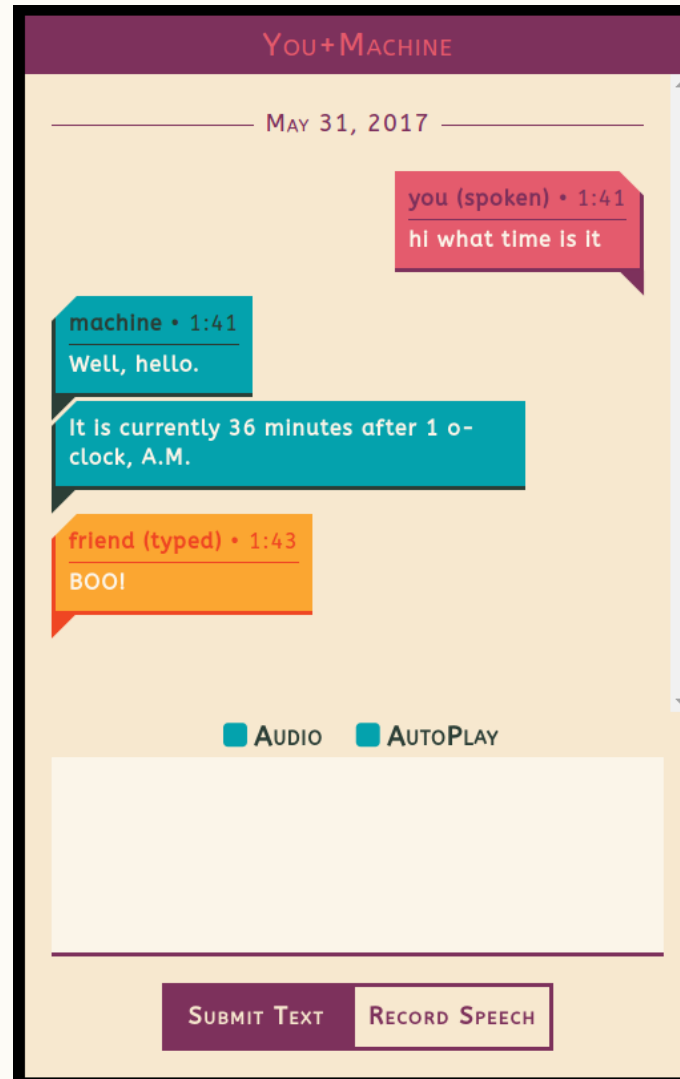 You+Machine
May 31, 2017
you (spoken) • 1:41
hi what time is it
machine • 1:41
Well, hello.
It is currently 36 minutes after 1 o-
clock, A.M.
friend (typed) • 1:43
BOO!
Audio AutoPlay
Submit Text Record Speech